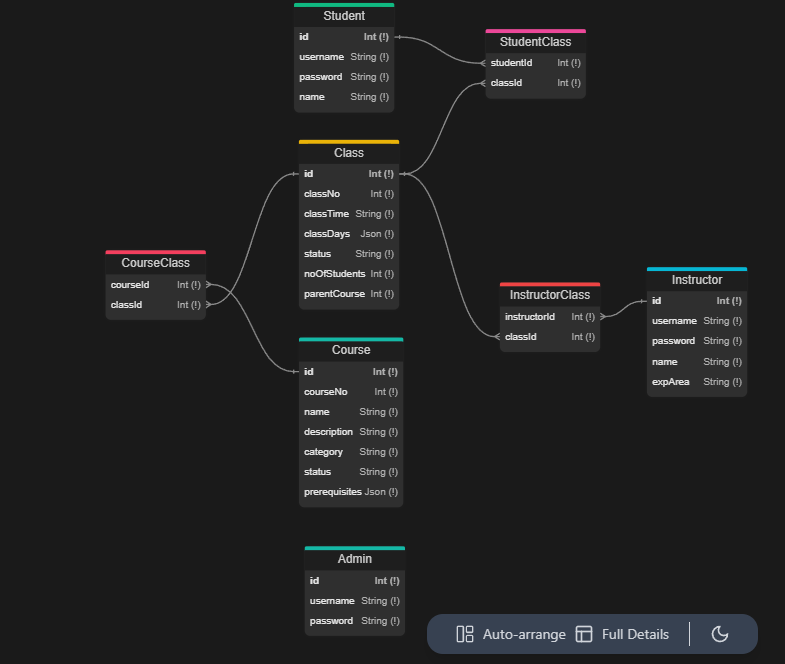 Student
id Int (!)
username String (!)
password String (!)
name String (!)
StudentClass
studentId Int (!)
classId Int (!)
Class
id Int (!)
classNo Int (!)
classTime String (!)
classDays Json (!)
status String (!)
noOfStudents Int (!)
parentCourse Int (!)
CourseClass
courseId Int (!)
classId Int (!)
InstructorClass
instructorId Int (!)
classId Int (!)
Instructor
id Int (!)
username String (!)
password String (!)
name String (!)
expArea String (!)
Course
id Int (!)
courseNo Int (!)
name String (!)
description String (!)
category String (!)
status String (!)
prerequisites Json (!)
Admin
id Int (!)
username String (!)
password String (!)
Auto-arrange Full Details